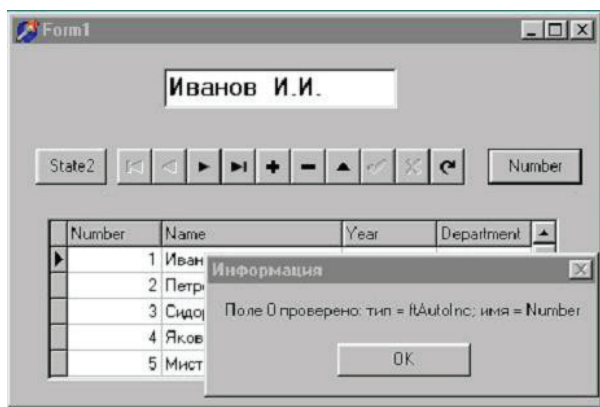 Form1
Иванов И.И.
State2
Number
Number Name Year Department
1 Иван
2 Петр
3 Сидо
4 Яков
5 Мист
Информация
Поле 0 проверено: тип = ftAutoInc; имя = Number
OK